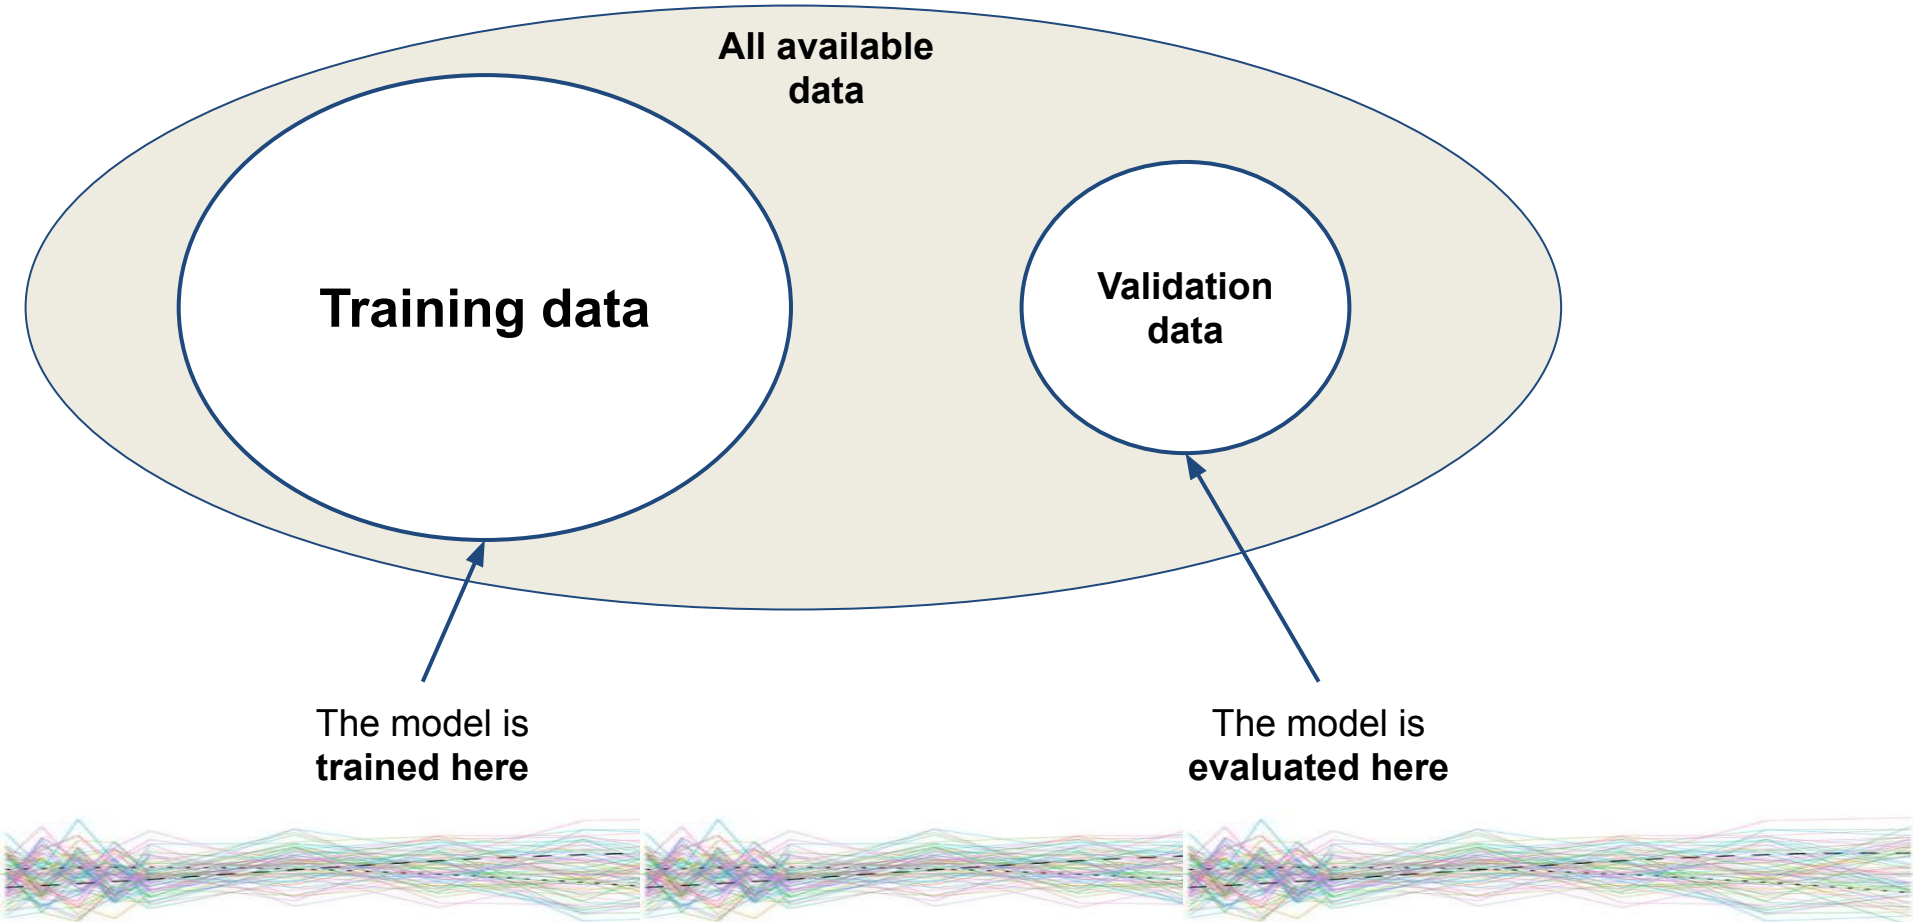 All available
data
Training data
Validation
data
The model is
trained here
The model is
evaluated here